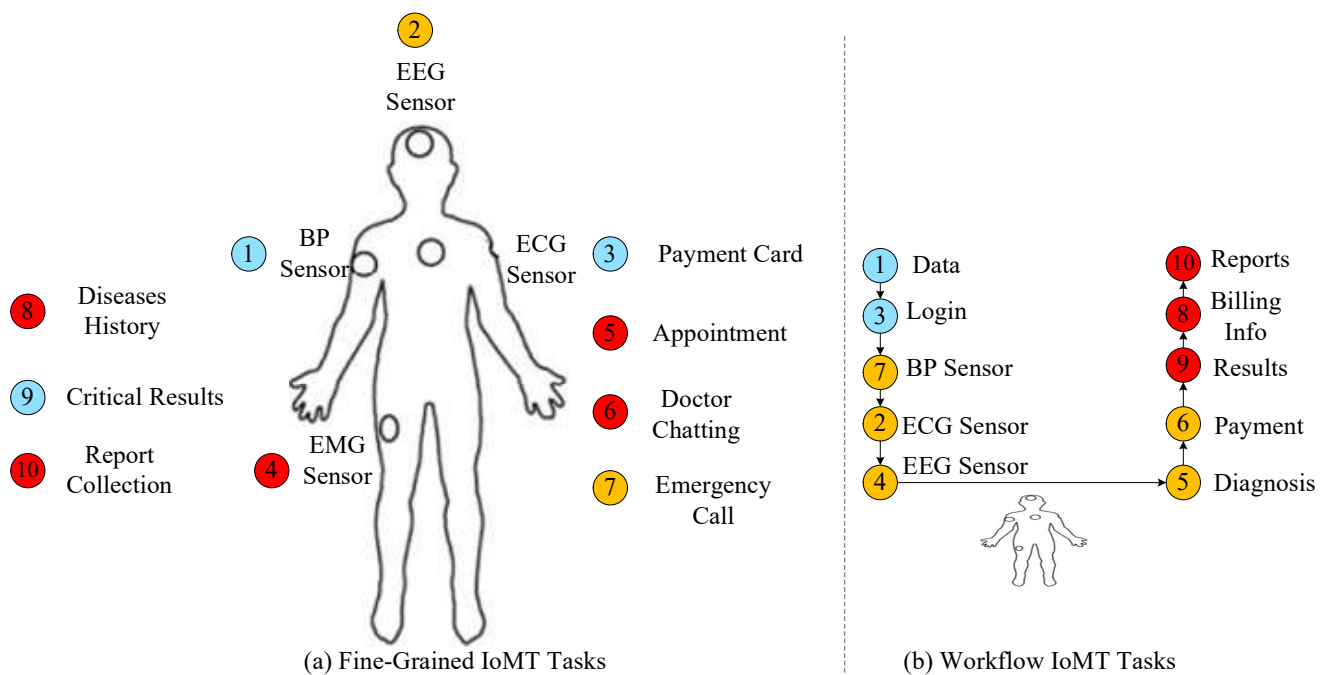 2
EEG
Sensor
1
BP
Sensor
ECG
Sensor
3
Payment Card
8
Diseases
History
5
Appointment
9
Critical Results
6
Doctor
Chatting
10
Report
Collection
4
EMG
Sensor
7
Emergency
Call
(a) Fine-Grained IoMT Tasks
1
Data
3
Login
7
BP Sensor
2
ECG Sensor
4
EEG Sensor
10
Reports
8
Billing
Info
9
Results
6
Payment
5
Diagnosis
(b) Workflow IoMT Tasks